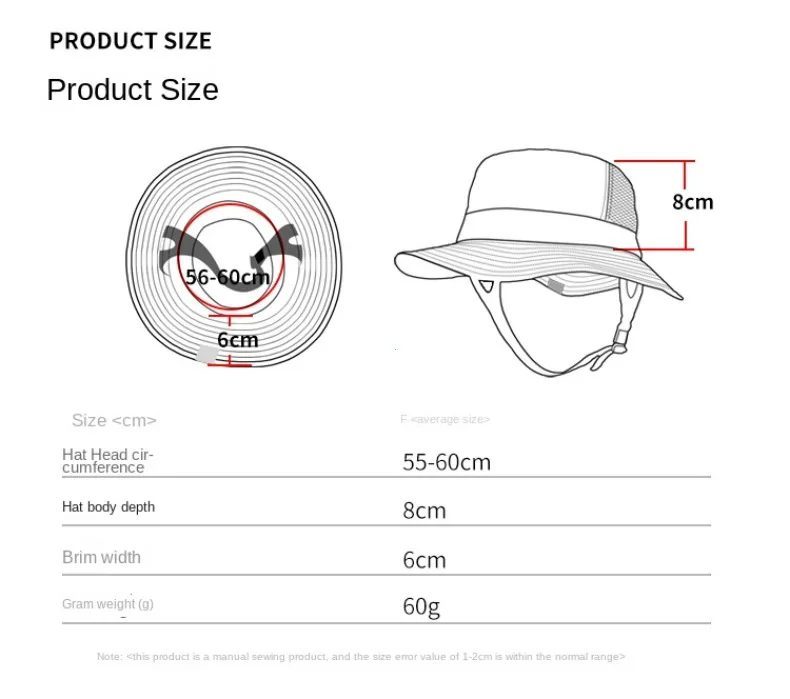 PRODUCT SIZE
Product Size
8cm
56-60cm
6cm
Size <cm>
F <average size>
Hat Head cir-
cumference
55-60cm
Hat body depth
8cm
Brim width
6cm
Gram weight (g)
60g
Note: <this product is a manual sewing product, and the size error value of 1-2cm is within the normal range>